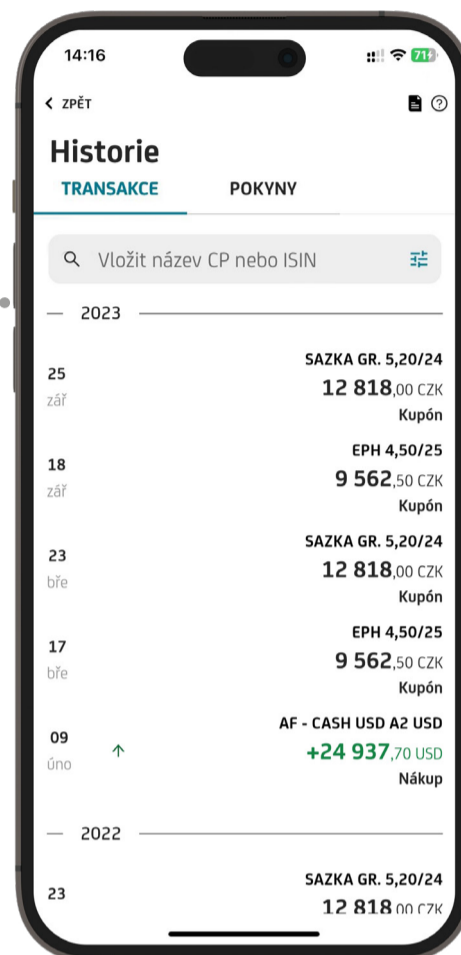 14:16
71
ZPĚT
Historie
TRANSAKCE POKYNY
Vložit název CP nebo ISIN
2023
25 zář
SAZKA GR. 5,20/24
12 818,00 CZK
Kupón
18 zář
EPH 4,50/25
9 562,50 CZK
Kupón
23 bře
SAZKA GR. 5,20/24
12 818,00 CZK
Kupón
17 bře
EPH 4,50/25
9 562,50 CZK
Kupón
09 úno
AF - CASH USD A2 USD
+24 937,70 USD
Nákup
2022
23
SAZKA GR. 5,20/24
12 818,00 CZK